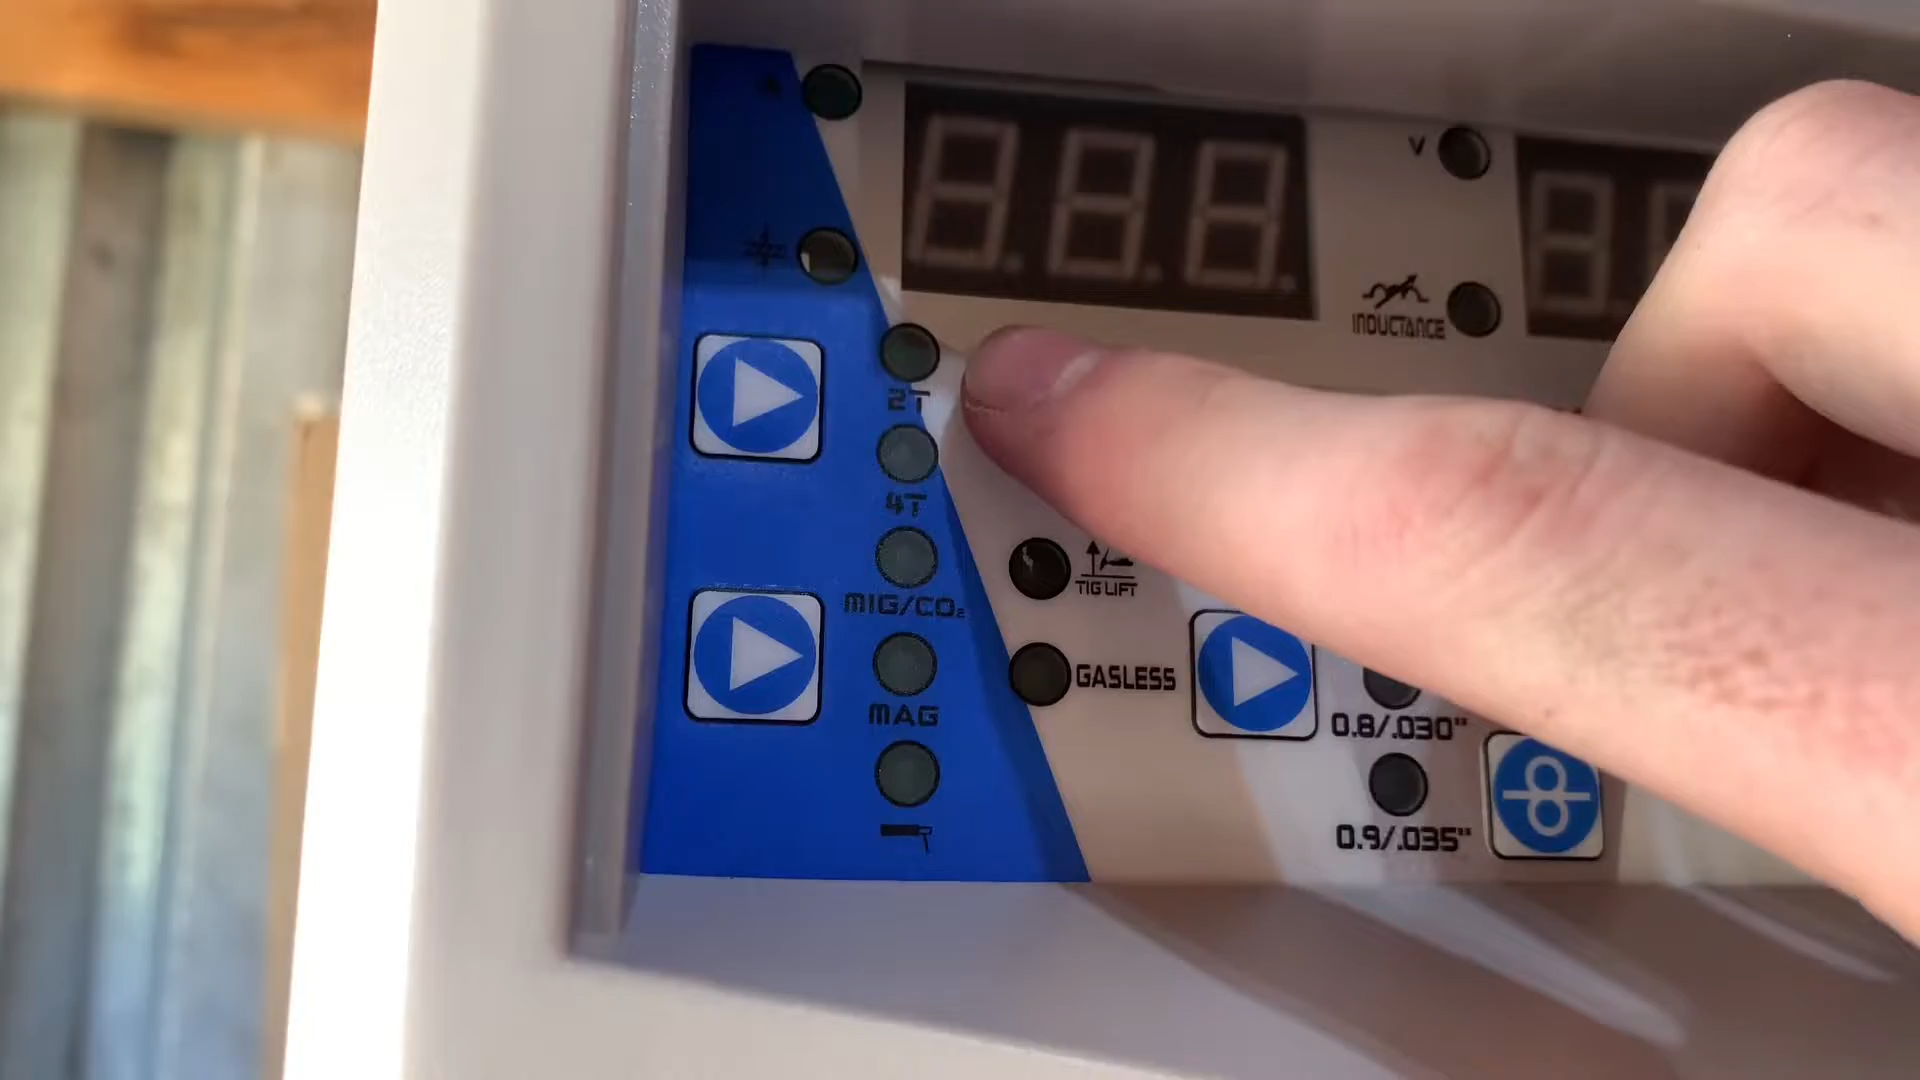 A
V
INDUCTANCE
2T
4T
TIG LIFT
MIG/CO₂
GASLESS
MAG
0.8/.030"
0.9/.035"